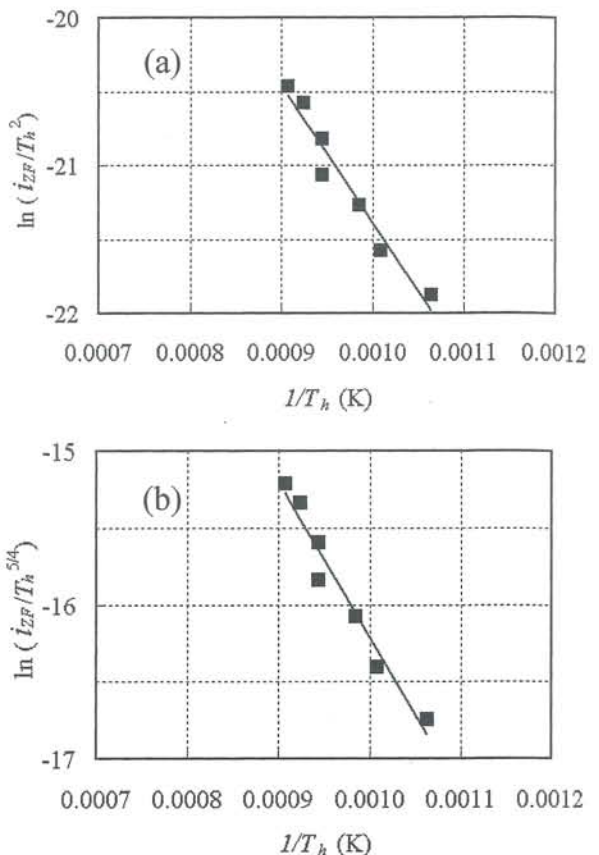 -20
(a)
-21
-22
ln ( i_ZF /T_h^2 )
0.0007 0.0008 0.0009 0.0010 0.0011 0.0012
1/T_h (K)
-15
(b)
-16
-17
ln ( i_ZF /T_h^5/4 )
0.0007 0.0008 0.0009 0.0010 0.0011 0.0012
1/T_h (K)